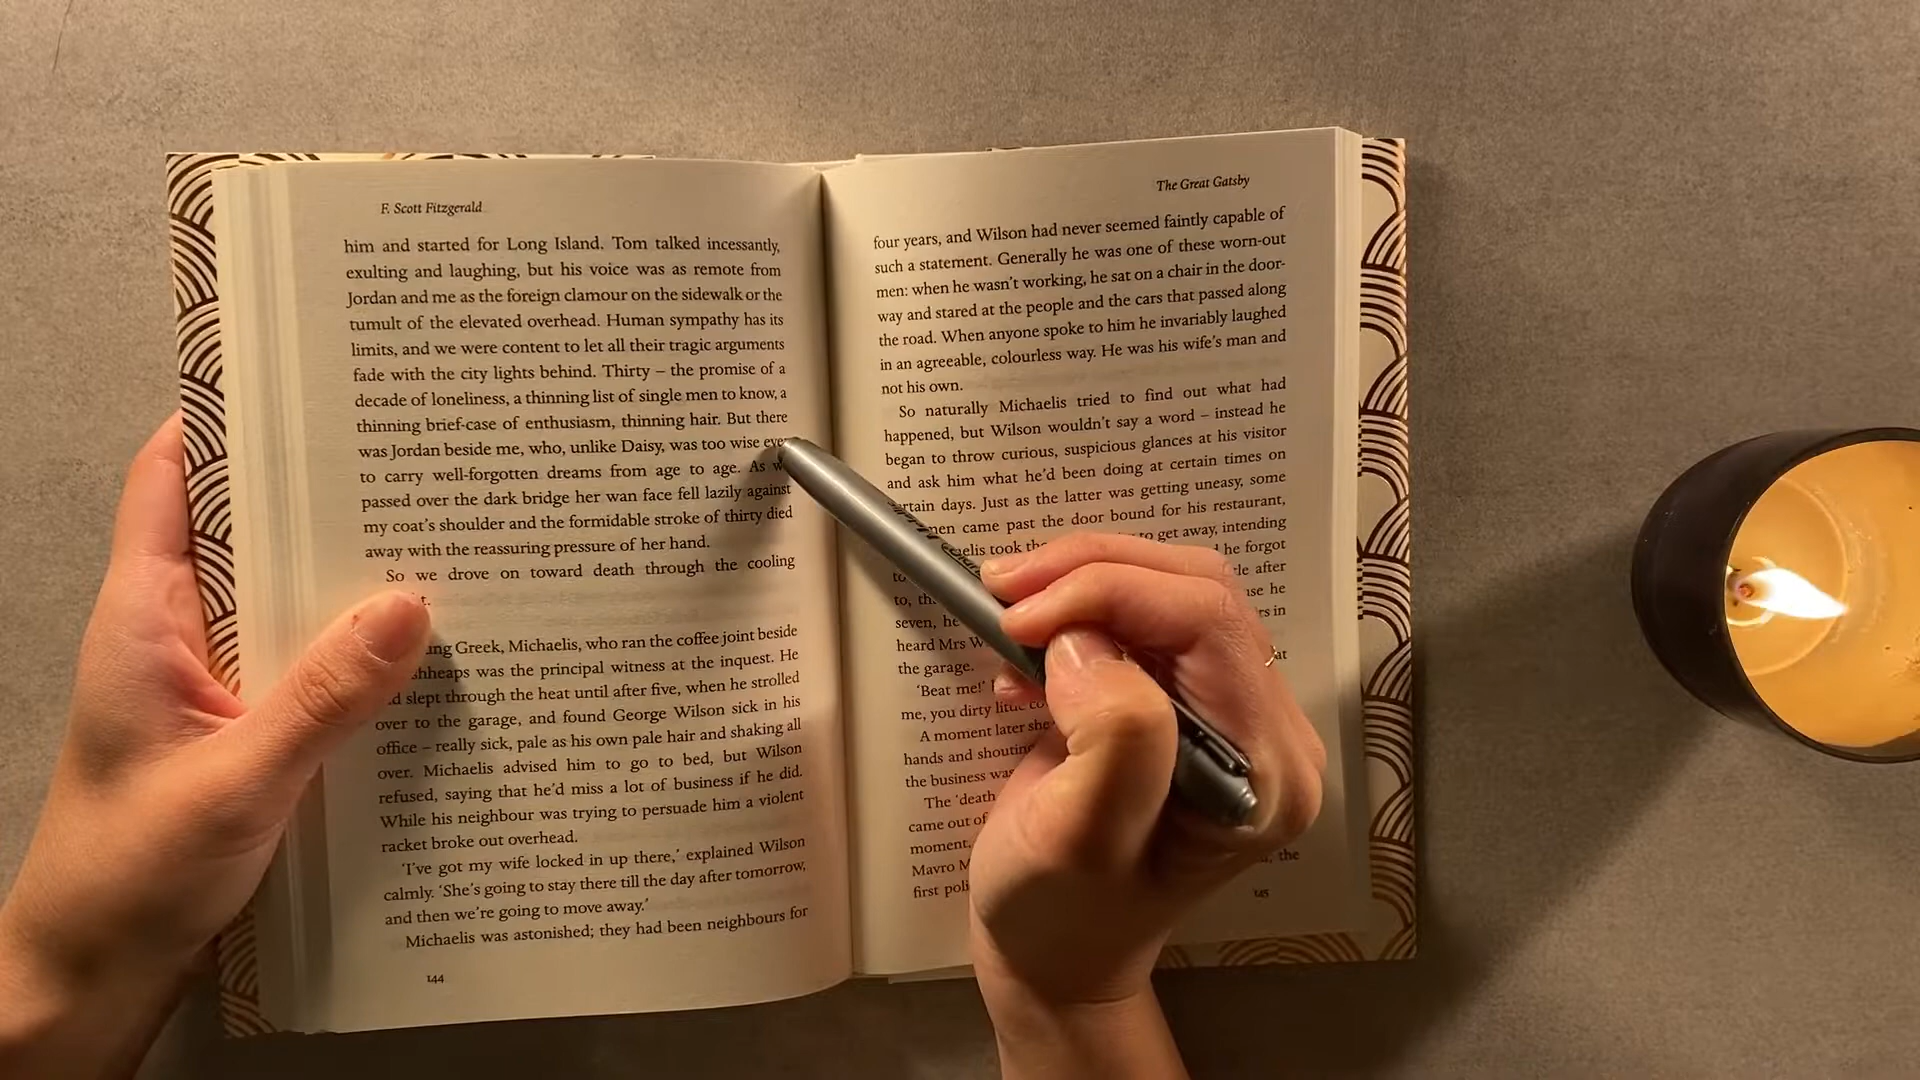 F. Scott Fitzgerald
him and started for Long Island. Tom talked incessantly,
exulting and laughing, but his voice was as remote from
Jordan and me as the foreign clamour on the sidewalk or the
tumult of the elevated overhead. Human sympathy has its
limits, and we were content to let all their tragic arguments
fade with the city lights behind. Thirty – the promise of a
decade of loneliness, a thinning list of single men to know, a
thinning brief-case of enthusiasm, thinning hair. But there
was Jordan beside me, who, unlike Daisy, was too wise ever
to carry well-forgotten dreams from age to age. As
passed over the dark bridge her wan face fell lazily against
my coat's shoulder and the formidable stroke of thirty died
away with the reassuring pressure of her hand.
So we drove on toward death through the cooling
Greek, Michaelis, who ran the coffee joint beside
was the principal witness at the inquest. He
slept through the heat until after five, when he strolled
over to the garage, and found George Wilson sick in his
office – really sick, pale as his own pale hair and shaking all
over. Michaelis advised him to go to bed, but Wilson
refused, saying that he'd miss a lot of business if he did.
While his neighbour was trying to persuade him a violent
racket broke out overhead.
'I've got my wife locked in up there,' explained Wilson
calmly. 'She's going to stay there till the day after tomorrow,
and then we're going to move away.'
Michaelis was astonished; they had been neighbours for
144
The Great Gatsby
four years, and Wilson had never seemed faintly capable of
such a statement. Generally he was one of these worn-out
men: when he wasn't working, he sat on a chair in the door-
way and stared at the people and the cars that passed along
the road. When anyone spoke to him he invariably laughed
in an agreeable, colourless way. He was his wife's man and
not his own.
So naturally Michaelis tried to find out what had
happened, but Wilson wouldn't say a word – instead he
began to throw curious, suspicious glances at his visitor
and ask him what he'd been doing at certain times on
days. Just as the latter was getting uneasy, some
came past the door bound for his restaurant,
took to get away, intending
he forgot
to after
to, he
seven, he in
heard Mrs
the garage.
'Beat me!'
me, you dirty
A moment later she
hands and shouting
the business was
The 'death
came out of
moment,
Mavro the
first
145